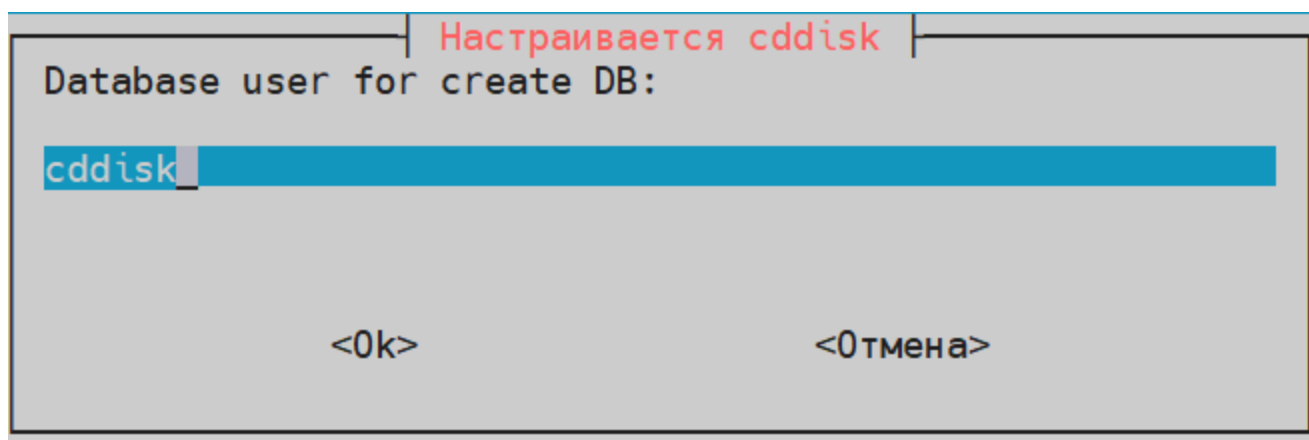 Настраивается cddisk
Database user for create DB:
cddisk
<Ok>
<Отмена>